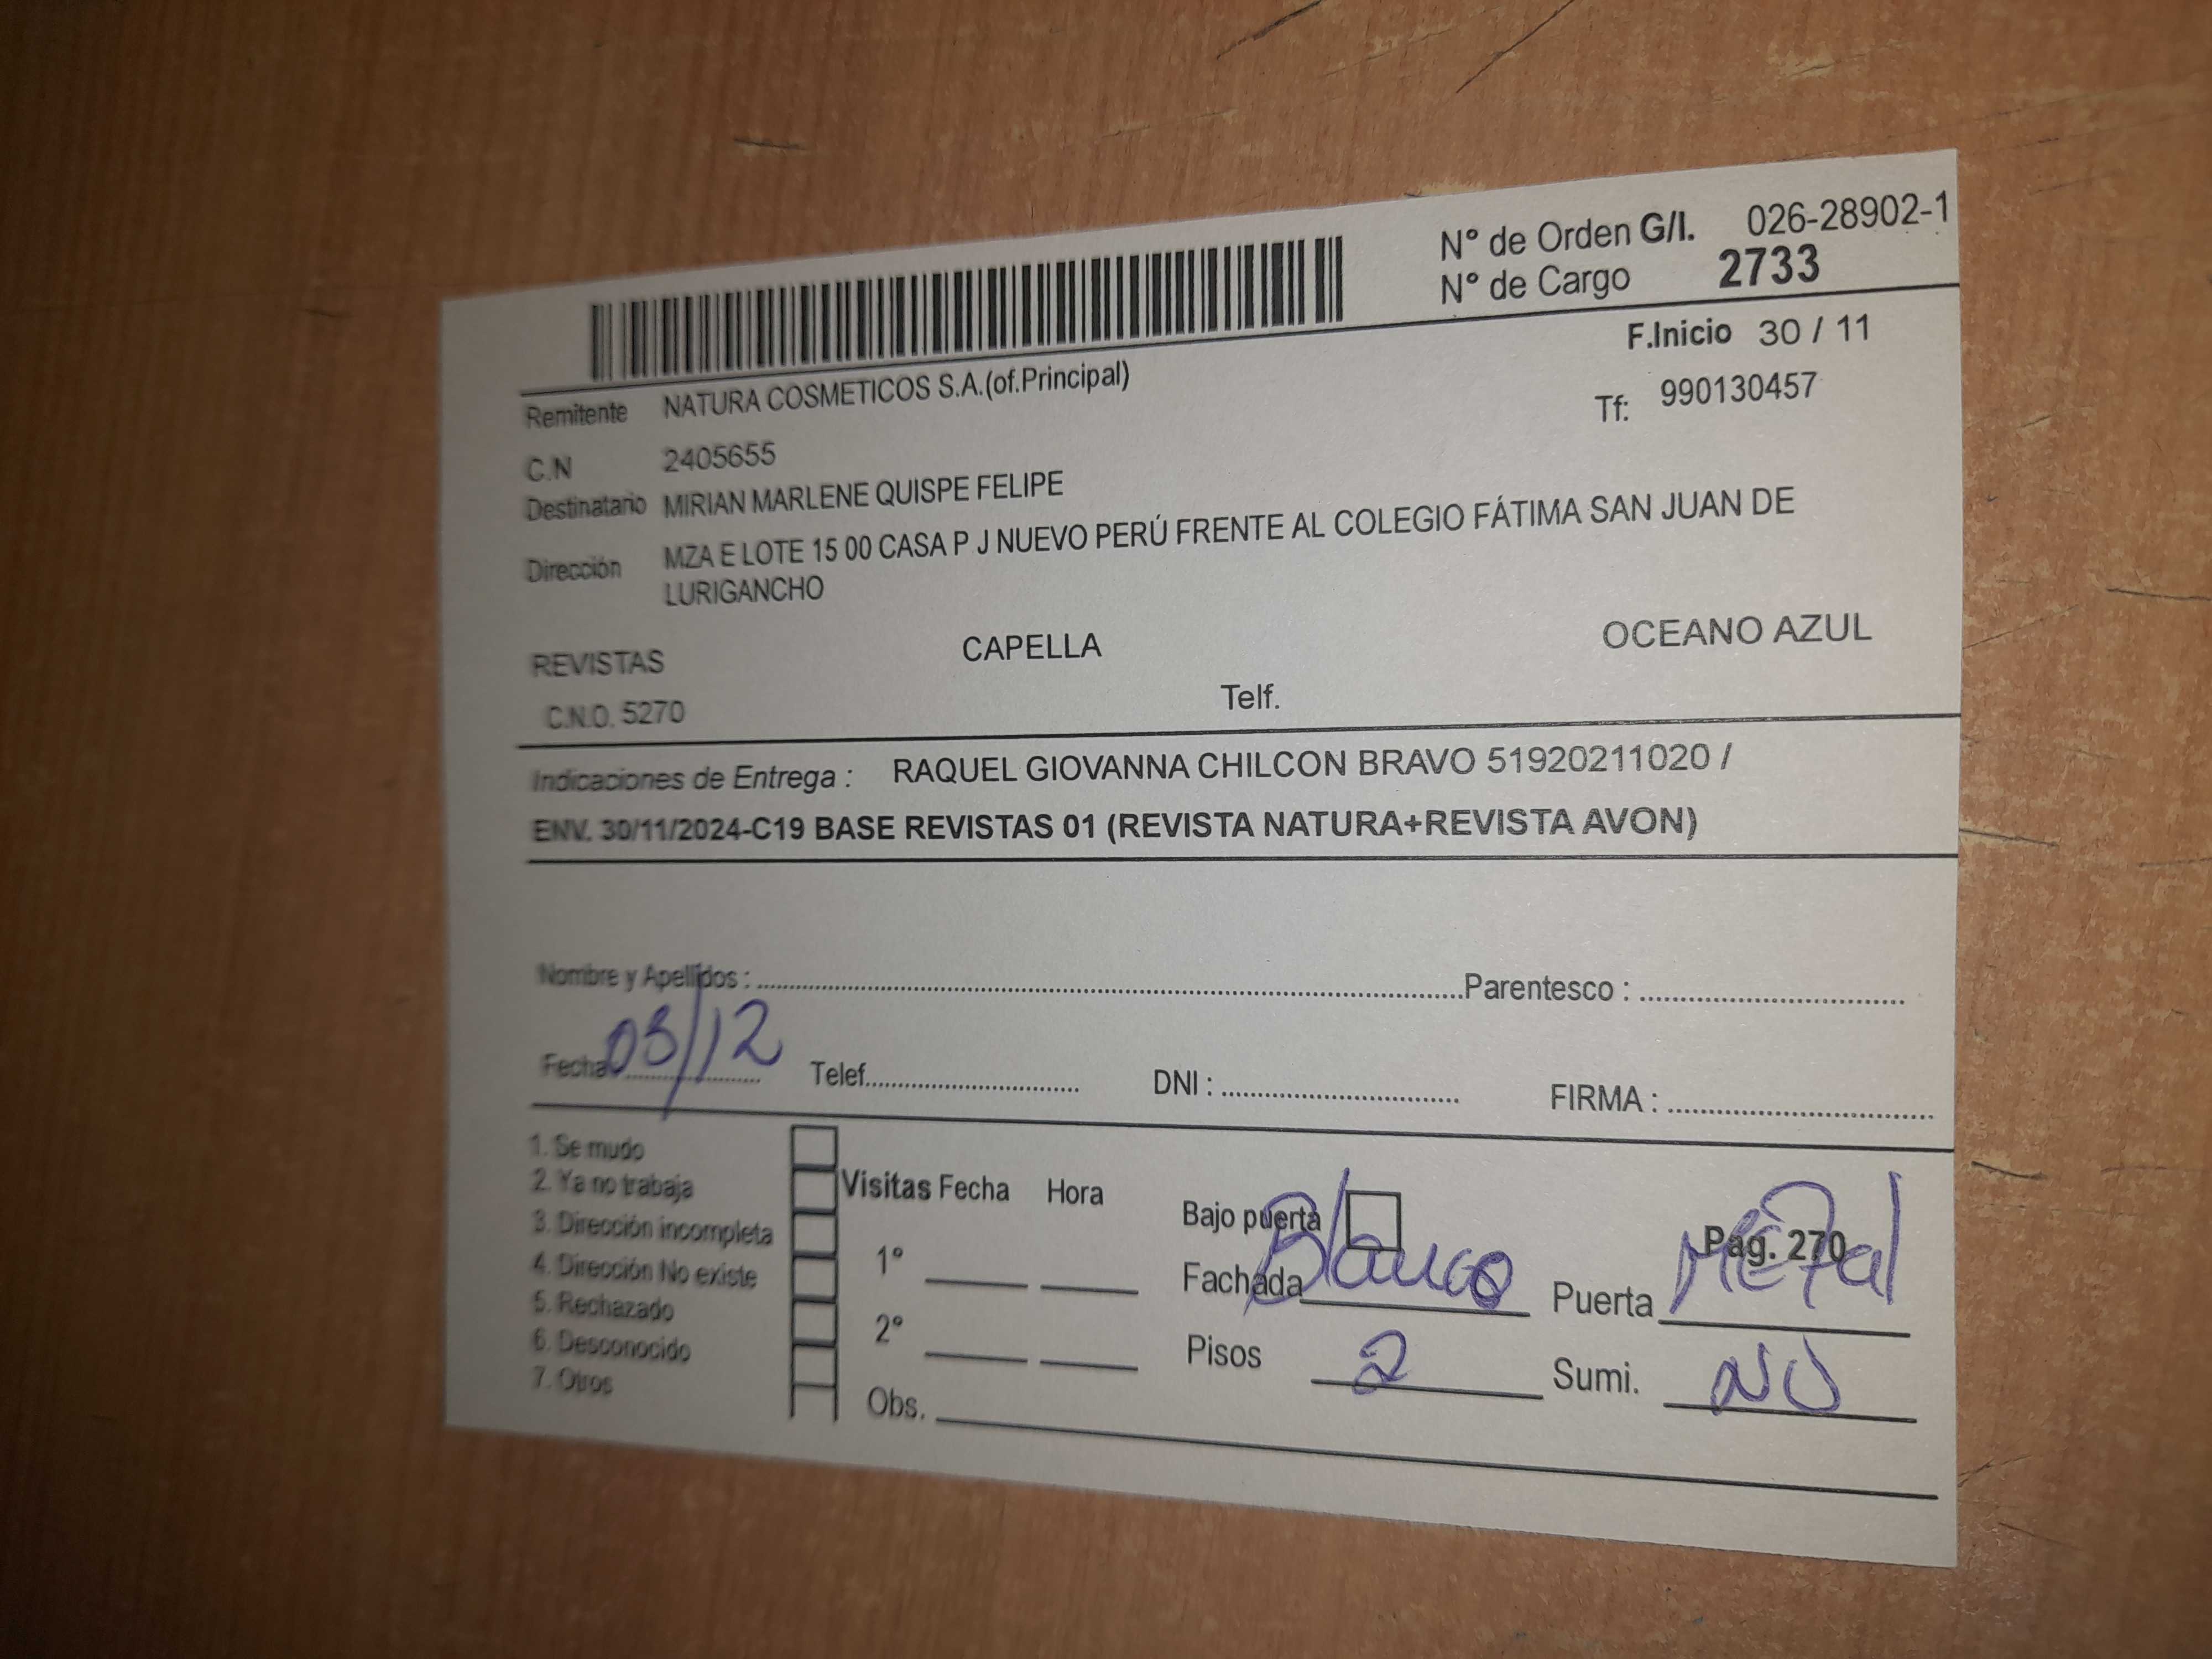 N° de Orden G/I. 026-28902-1
N° de Cargo 2733
F.Inicio 30 / 11
Remitente NATURA COSMETICOS S.A.(of.Principal)
Tf: 990130457
C.N 2405655
Destinatario MIRIAN MARLENE QUISPE FELIPE
Dirección MZA E LOTE 15 00 CASA P J NUEVO PERÚ FRENTE AL COLEGIO FÁTIMA SAN JUAN DE
LURIGANCHO
REVISTAS CAPELLA OCEANO AZUL
C.N.O. 5270 Telf.
Indicaciones de Entrega : RAQUEL GIOVANNA CHILCON BRAVO 51920211020 /
ENV. 30/11/2024-C19 BASE REVISTAS 01 (REVISTA NATURA+REVISTA AVON)
Nombre y Apellidos : Parentesco :
Fecha 03/12 Telef. DNI : FIRMA :
1. Se mudo
2. Ya no trabaja
3. Dirección incompleta
4. Dirección No existe
5. Rechazado
6. Desconocido
7. Otros
Visitas Fecha Hora
1°
2°
Obs.
Bajo puerta Pag. 270
Fachada Blanco Puerta Metal
Pisos 2 Sumi. NO